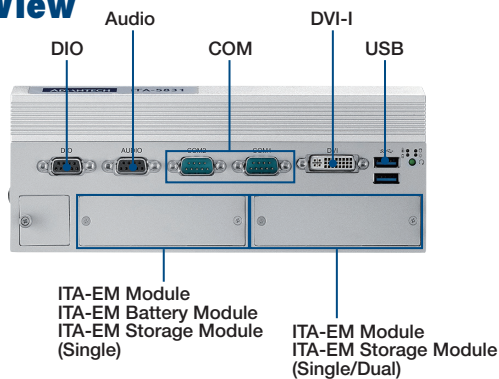 View
Audio
DVI-I
DIO
COM
USB
ADVANTECH ITA-5831
DIO
AUDIO
COM2
COM1
DVI
ITA-EM Module
ITA-EM Battery Module
ITA-EM Storage Module
(Single)
ITA-EM Module
ITA-EM Storage Module
(Single/Dual)